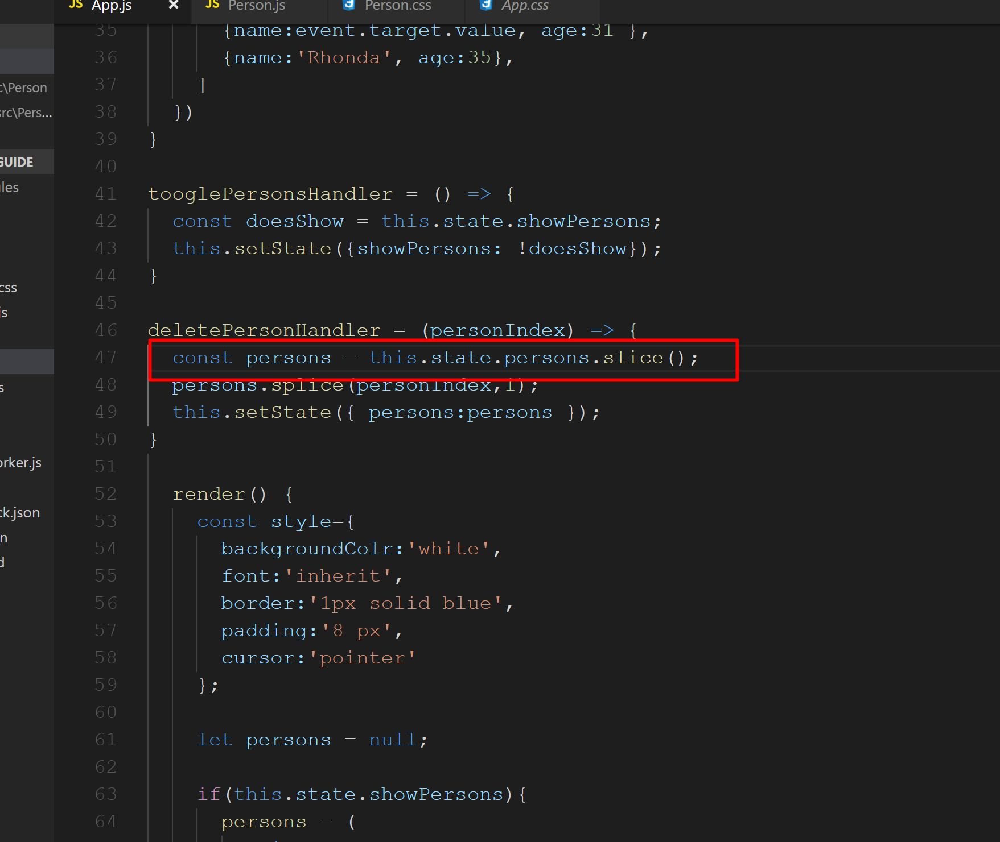 JS App.js × JS Person.js Person.css App.css
35 {name:event.target.value, age:31 },
36 {name:'Rhonda', age:35},
37 ]
38 })
39 }
40
41 tooglePersonsHandler = () => {
42 const doesShow = this.state.showPersons;
43 this.setState({showPersons: !doesShow});
44 }
45
46 deletePersonHandler = (personIndex) => {
47 const persons = this.state.persons.slice();
48 persons.splice(personIndex,1);
49 this.setState({ persons:persons });
50 }
51
52 render() {
53 const style={
54 backgroundColr:'white',
55 font:'inherit',
56 border:'1px solid blue',
57 padding:'8 px',
58 cursor:'pointer'
59 };
60
61 let persons = null;
62
63 if(this.state.showPersons){
64 persons = (
c\Person
src\Pers...
GUIDE
les
css
js
s
orker.js
ck.json
n
d